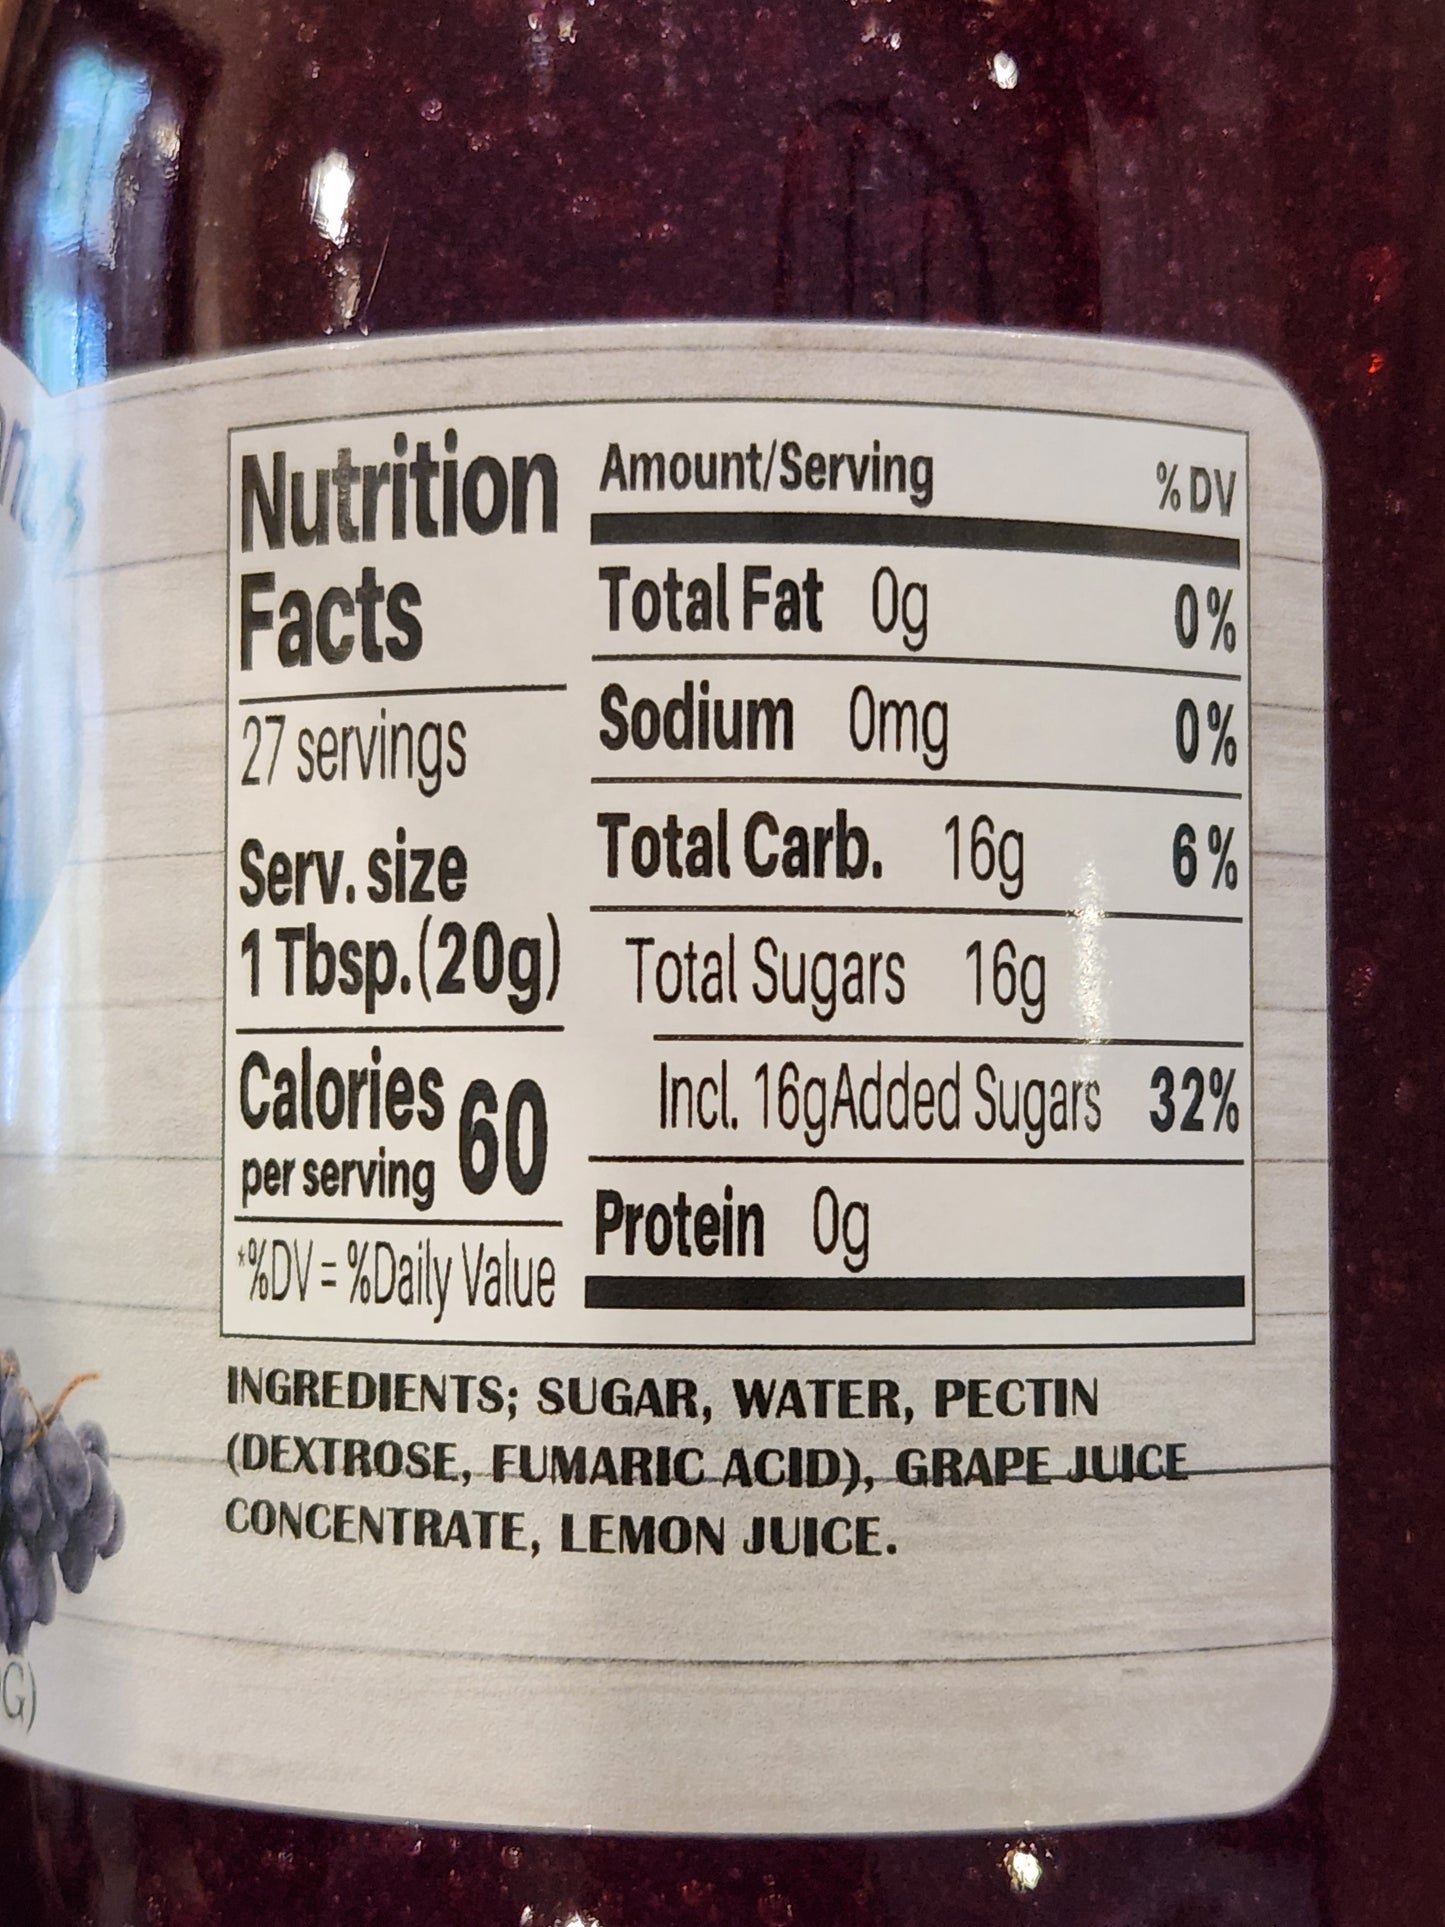 Nutrition
Facts
27 servings
Serv. size
1 Tbsp. (20g)
Calories
per serving 60
*%DV = %Daily Value
Amount/Serving % DV
Total Fat 0g 0%
Sodium 0mg 0%
Total Carb. 16g 6%
Total Sugars 16g
Incl. 16g Added Sugars 32%
Protein 0g
INGREDIENTS; SUGAR, WATER, PECTIN
(DEXTROSE, FUMARIC ACID), GRAPE JUICE
CONCENTRATE, LEMON JUICE.
G)